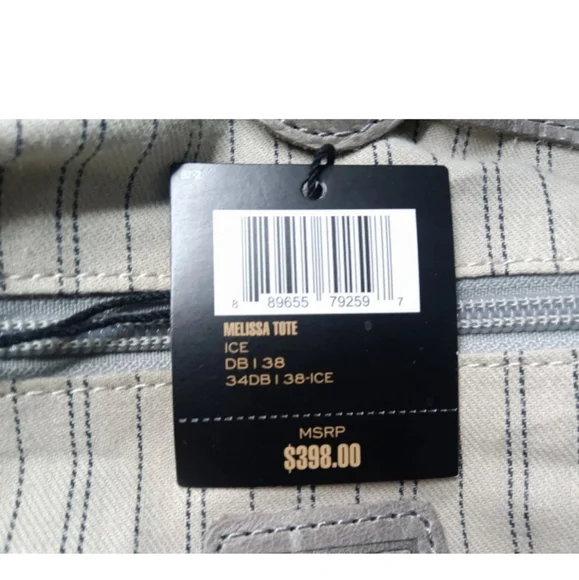 8 89655 79259 7
MELISSA TOTE
ICE
DB138
34DB138-ICE
MSRP
$398.00